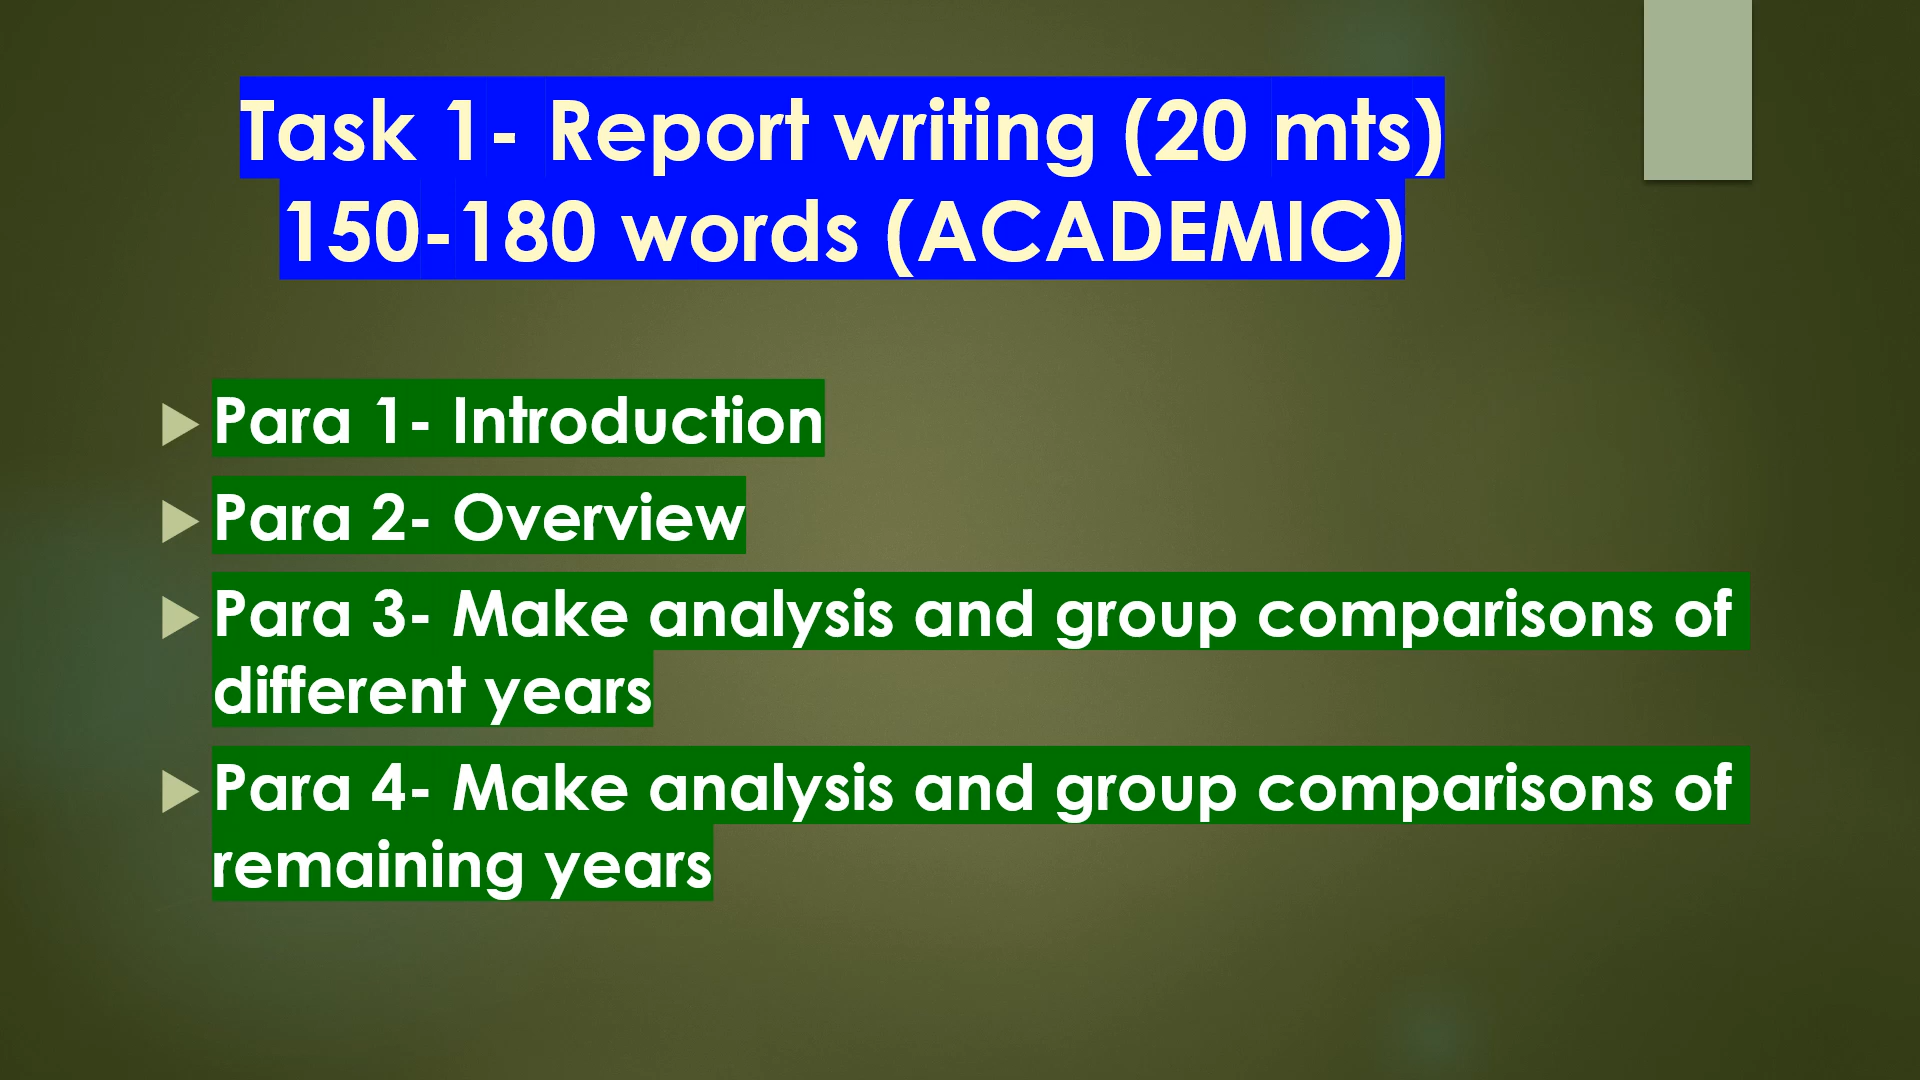 Task 1- Report writing (20 mts)
150-180 words (ACADEMIC)
Para 1- Introduction
Para 2- Overview
Para 3- Make analysis and group comparisons of
different years
Para 4- Make analysis and group comparisons of
remaining years